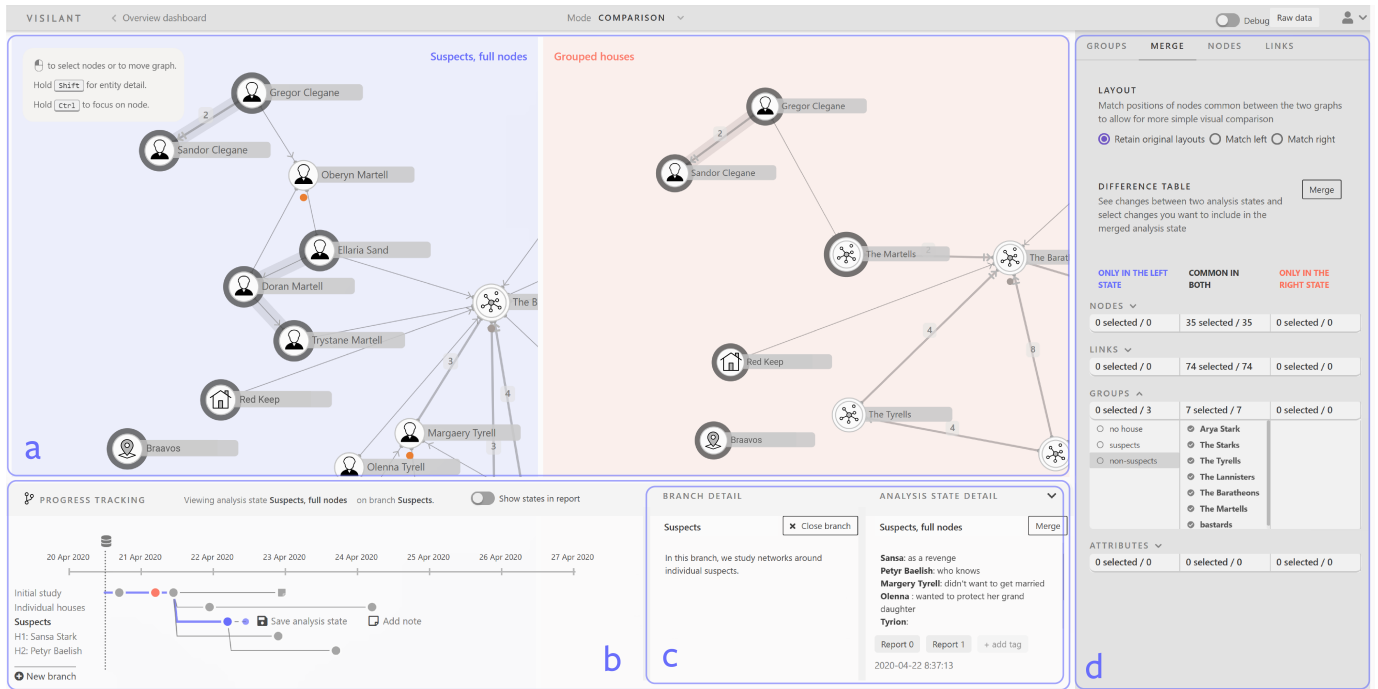 VISILANT
Overview dashboard
Mode COMPARISON
Debug
Raw data
to select nodes or to move graph.
Hold Shift for entity detail.
Hold Ctrl to focus on node.
Suspects, full nodes
Gregor Clegane
2
Sandor Clegane
Oberyn Martell
Ellaria Sand
Doran Martell
The B
Trystane Martell
3
4
Red Keep
Margaery Tyrell
3
Braavos
Olenna Tyrell
a
Grouped houses
Gregor Clegane
2
Sandor Clegane
The Martells
2
The Barat
4
8
Red Keep
The Tyrells
4
Braavos
GROUPS MERGE NODES LINKS
LAYOUT
Match positions of nodes common between the two graphs
to allow for more simple visual comparison
Retain original layouts Match left Match right
DIFFERENCE TABLE
Merge
See changes between two analysis states and
select changes you want to include in the
merged analysis state
ONLY IN THE LEFT
STATE
COMMON IN
BOTH
ONLY IN THE
RIGHT STATE
NODES
0 selected / 0 35 selected / 35 0 selected / 0
LINKS
0 selected / 0 74 selected / 74 0 selected / 0
GROUPS
0 selected / 3 7 selected / 7 0 selected / 0
no house
suspects
non-suspects
Arya Stark
The Starks
The Tyrells
The Lannisters
The Baratheons
The Martells
bastards
ATTRIBUTES
0 selected / 0 0 selected / 0 0 selected / 0
d
PROGRESS TRACKING
Viewing analysis state Suspects, full nodes on branch Suspects.
Show states in report
20 Apr 2020 21 Apr 2020 22 Apr 2020 23 Apr 2020 24 Apr 2020 25 Apr 2020 26 Apr 2020 27 Apr 2020
Initial study
Individual houses
Suspects
Save analysis state
Add note
H1: Sansa Stark
H2: Petyr Baelish
New branch
b
BRANCH DETAIL
Suspects
Close branch
In this branch, we study networks around
individual suspects.
c
ANALYSIS STATE DETAIL
Suspects, full nodes
Merge
Sansa: as a revenge
Petyr Baelish: who knows
Margery Tyrell: didn't want to get married
Olenna : wanted to protect her grand
daughter
Tyrion:
Report 0 Report 1 + add tag
2020-04-22 8:37:13